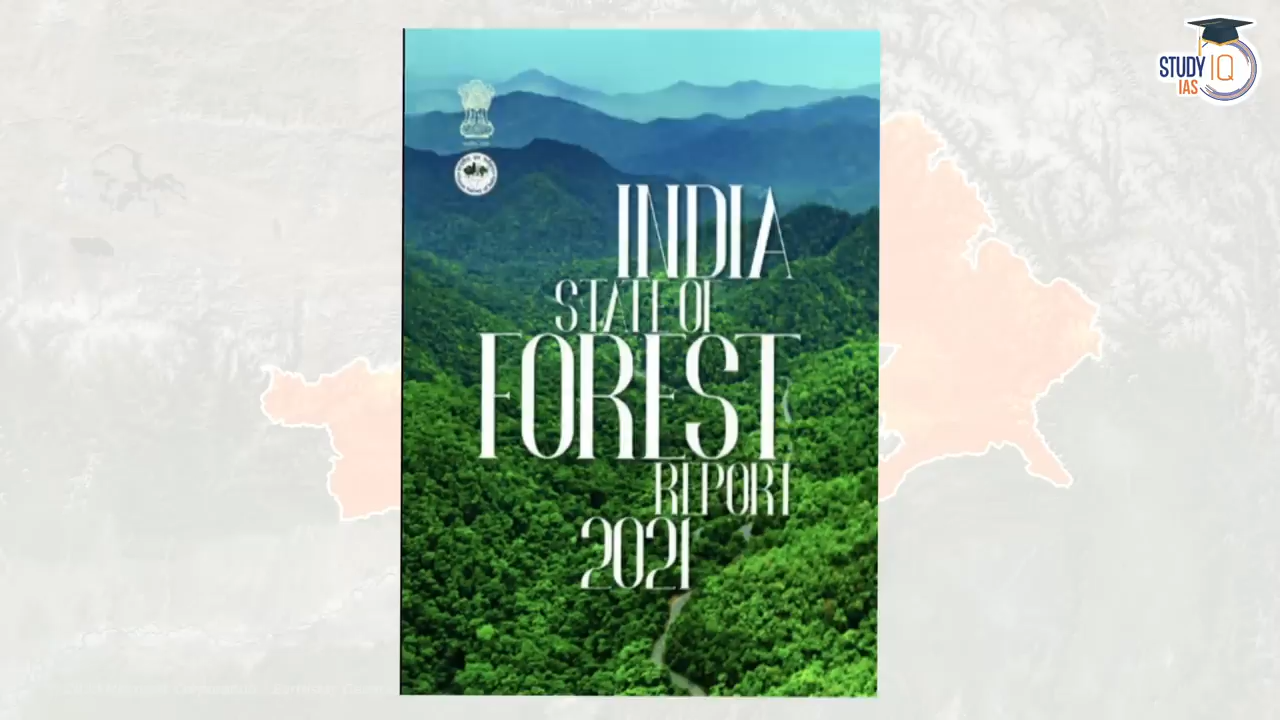 STUDY IQ
IAS
INDIA
STATE OF
FOREST
REPORT
2021